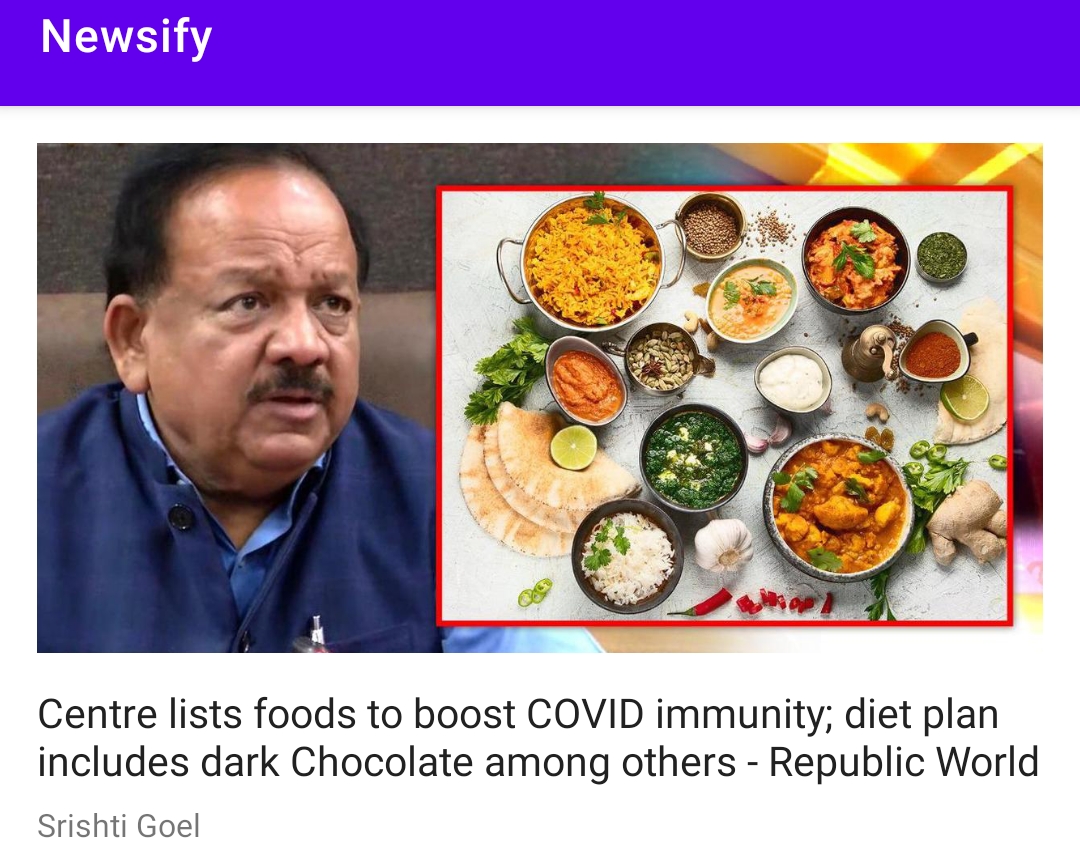 Newsify
Centre lists foods to boost COVID immunity; diet plan
includes dark Chocolate among others - Republic World
Srishti Goel